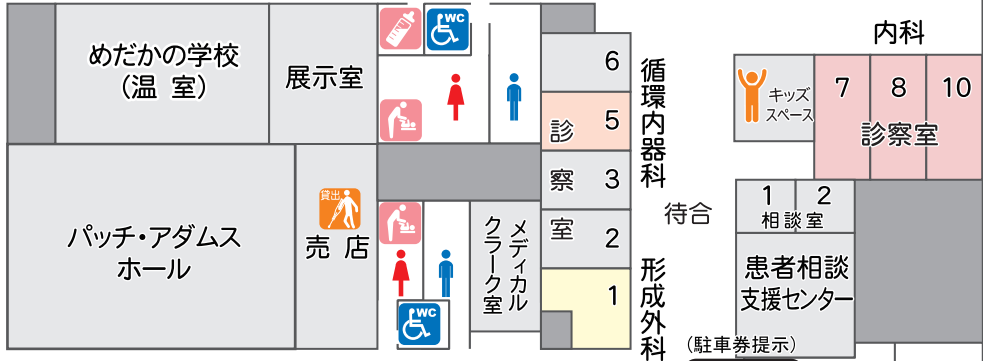 めだかの学校
（温 室）
展示室
WC
パッチ・アダムス
ホール
貸出
売 店
WC
メディカル
クラーク室
診察室
6
5
3
2
1
循環内器科
形成外科
待合
内科
キッズ
スペース
7 8 10
診察室
1 2
相談室
患者相談
支援センター
（駐車券提示）